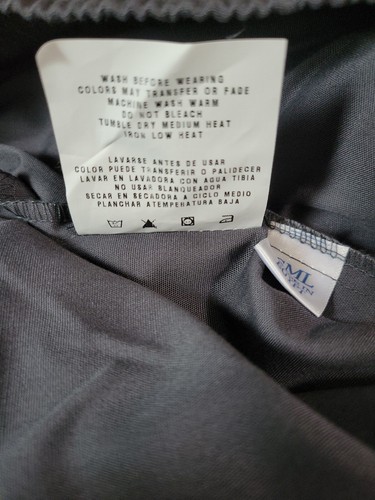 WASH BEFORE WEARING
COLORS MAY TRANSFER OR FADE
MACHINE WASH WARM
DO NOT BLEACH
TUMBLE DRY MEDIUM HEAT
IRON LOW HEAT
LAVARSE ANTES DE USAR
COLOR PUEDE TRANSFERIR O PALIDECER
LAVAR EN LAVADORA CON AGUA TIBIA
NO USAR BLANQUEADOR
SECAR EN SECADORA A CICLO MEDIO
PLANCHAR ATEMPERATURA BAJA
EML